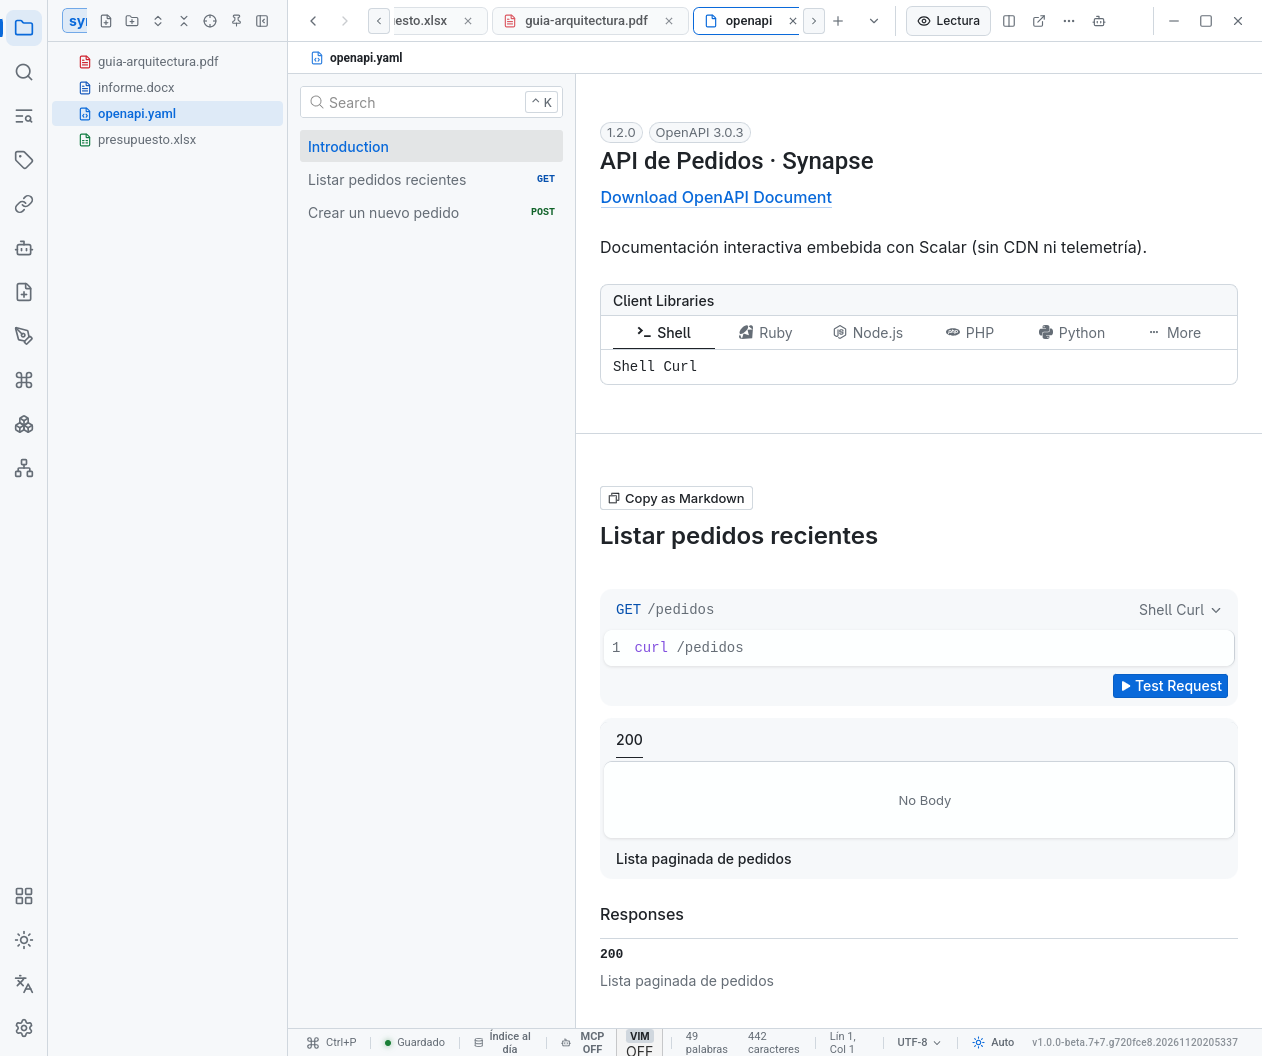 sy
esto.xlsx
guia-arquitectura.pdf
openapi
Lectura
guia-arquitectura.pdf
informe.docx
openapi.yaml
presupuesto.xlsx
openapi.yaml
Search
^ K
Introduction
Listar pedidos recientes GET
Crear un nuevo pedido POST
1.2.0 OpenAPI 3.0.3
API de Pedidos · Synapse
Download OpenAPI Document
Documentación interactiva embebida con Scalar (sin CDN ni telemetría).
Client Libraries
Shell Ruby Node.js PHP Python More
Shell Curl
Copy as Markdown
Listar pedidos recientes
GET /pedidos Shell Curl
1 curl /pedidos
Test Request
200
No Body
Lista paginada de pedidos
Responses
200
Lista paginada de pedidos
Ctrl+P
Guardado
Índice al
día
MCP
OFF
VIM
OFF
49
palabras
442
caracteres
Lín 1,
Col 1
UTF-8
Auto
v1.0.0-beta.7+7.g720fce8.20261120205337